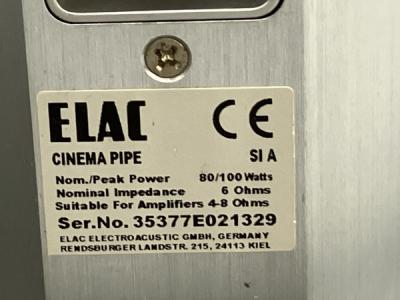 ELAC CE
CINEMA PIPE SI A
Nom./Peak Power 80/100 Watts
Nominal Impedance 6 Ohms
Suitable For Amplifiers 4-8 Ohms
Ser.No. 35377E021329
ELAC ELECTROACUSTIC GMBH, GERMANY
RENDSBURGER LANDSTR. 215, 24113 KIEL